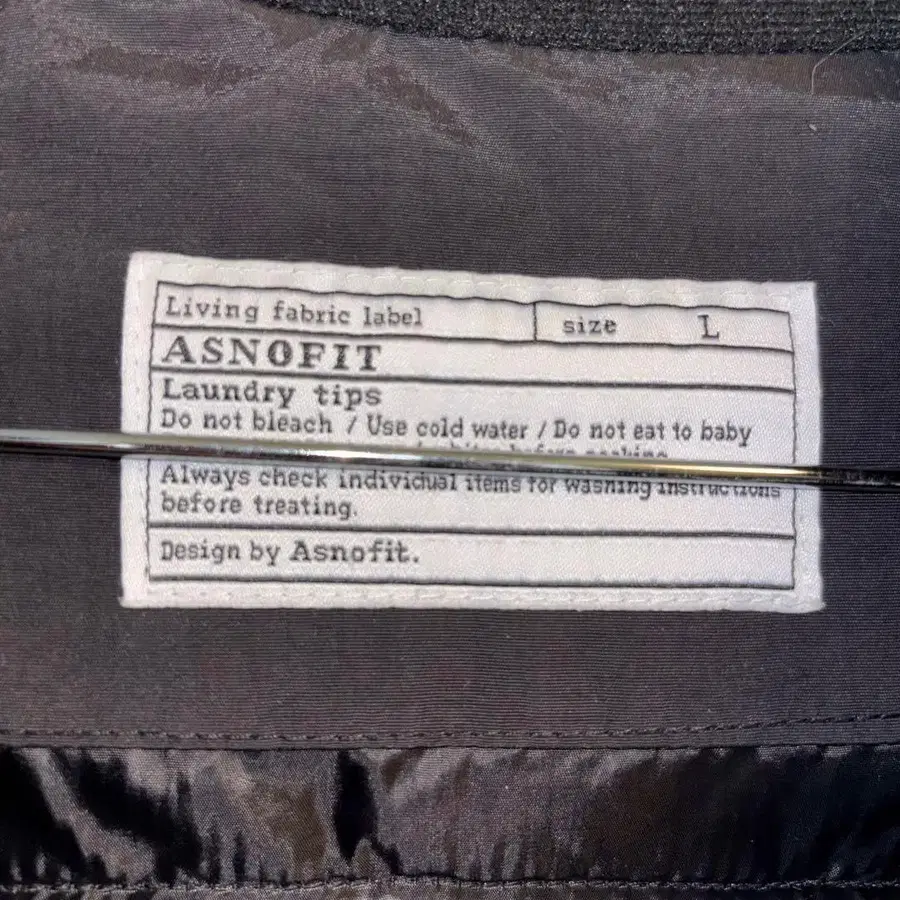 Living fabric label
size L
ASNOFIT
Laundry tips
Do not bleach / Use cold water / Do not eat to baby
before
Always check individual items for washing instructions
before treating.
Design by Asnofit.